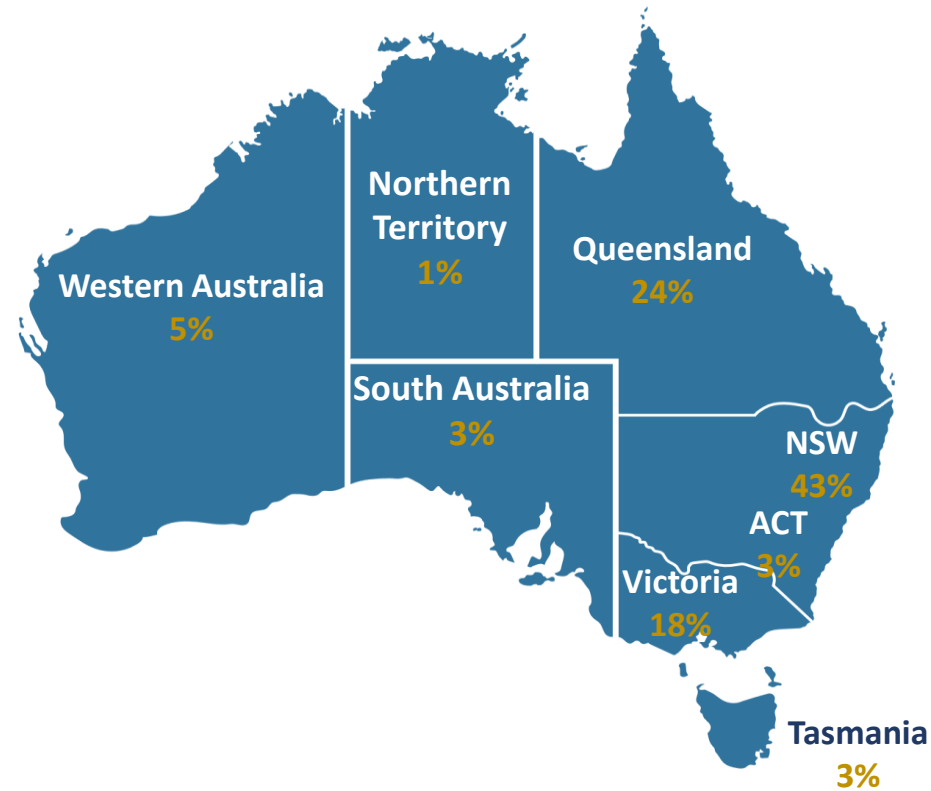 Northern
Territory
1%
Queensland
24%
Western Australia
5%
South Australia
3%
NSW
43%
ACT
3%
Victoria
18%
Tasmania
3%